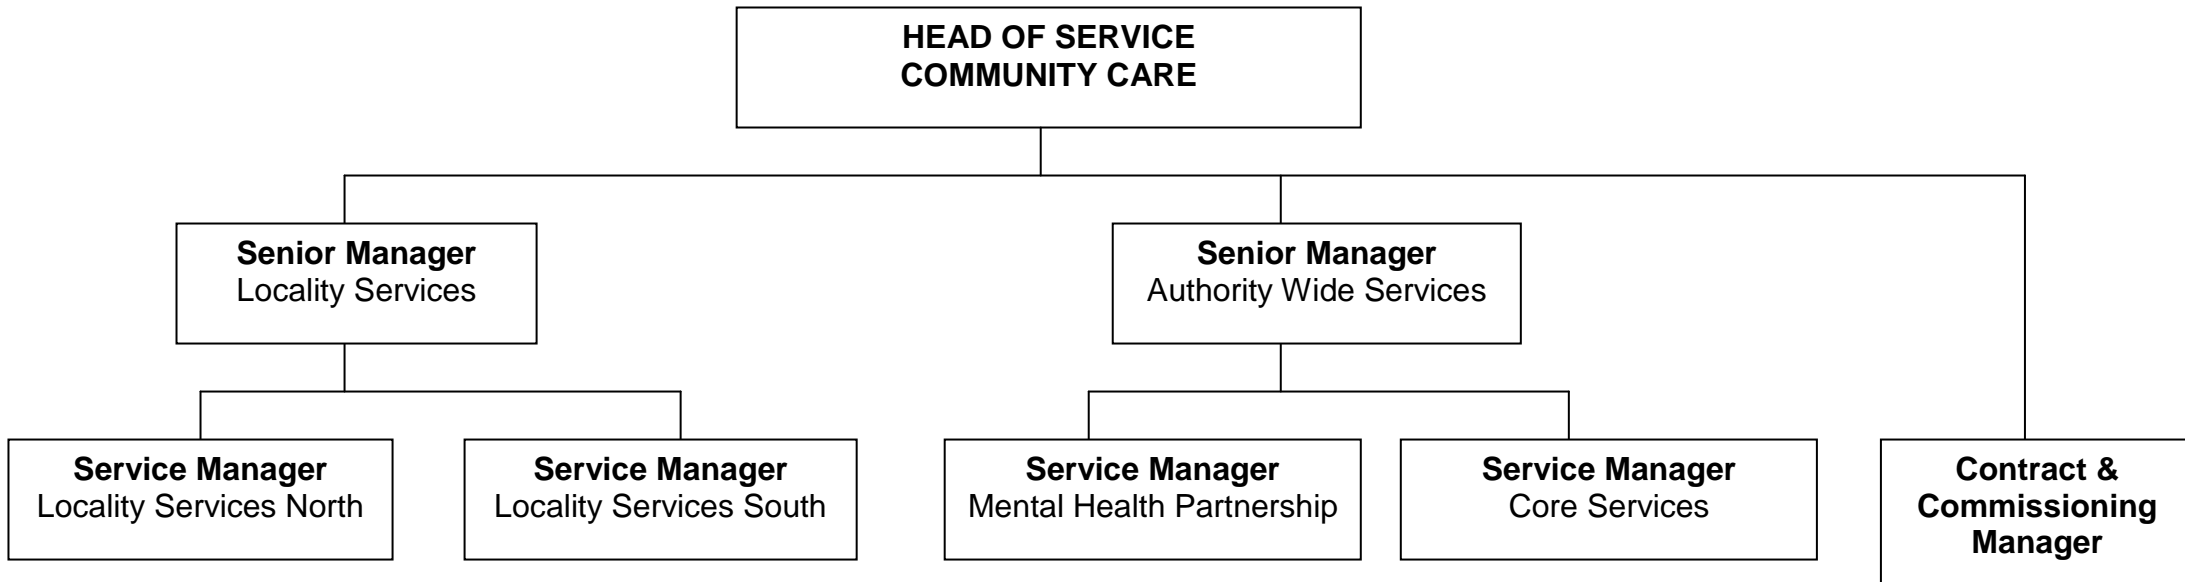 HEAD OF SERVICE
COMMUNITY CARE
Senior Manager
Locality Services
Senior Manager
Authority Wide Services
Service Manager
Locality Services North
Service Manager
Locality Services South
Service Manager
Mental Health Partnership
Service Manager
Core Services
Contract &
Commissioning
Manager